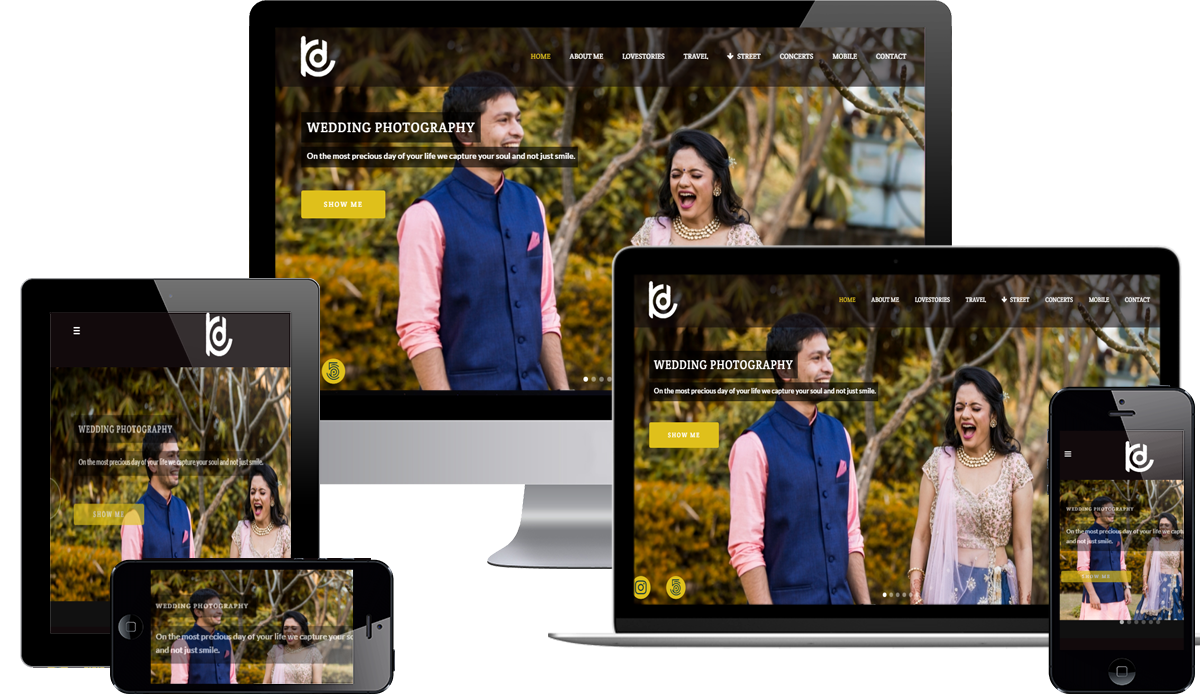 HOME ABOUT ME LOVESTORIES TRAVEL STREET CONCERTS MOBILE CONTACT
WEDDING PHOTOGRAPHY
On the most precious day of your life we capture your soul and not just smile.
SHOW ME
HOME ABOUT ME LOVESTORIES TRAVEL STREET CONCERTS MOBILE CONTACT
WEDDING PHOTOGRAPHY
On the most precious day of your life we capture your soul and not just smile.
SHOW ME
WEDDING PHOTOGRAPHY
On the most precious day of your life we capture your soul and not just smile.
SHOW ME
WEDDING PHOTOGRAPHY
On the most precious day of your life we capture your so
and not just smile.
WEDDING PHOTOGRAPHY
On the most precious day of your life we capt
and not just smile.
SHOW ME